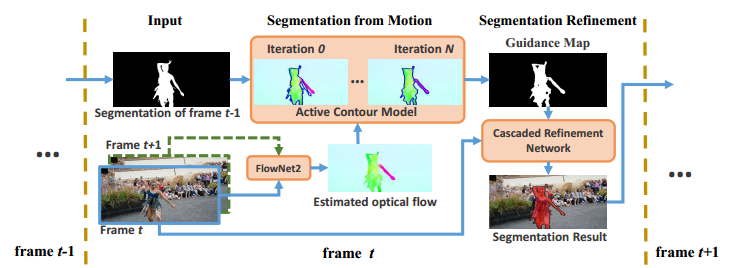 Input
Segmentation from Motion
Segmentation Refinement
Iteration 0
Iteration N
Guidance Map
...
Segmentation of frame t-1
Active Contour Model
Cascaded Refinement
Network
Frame t+1
FlowNet2
...
...
Estimated optical flow
Frame t
Segmentation Result
frame t-1
frame t
frame t+1